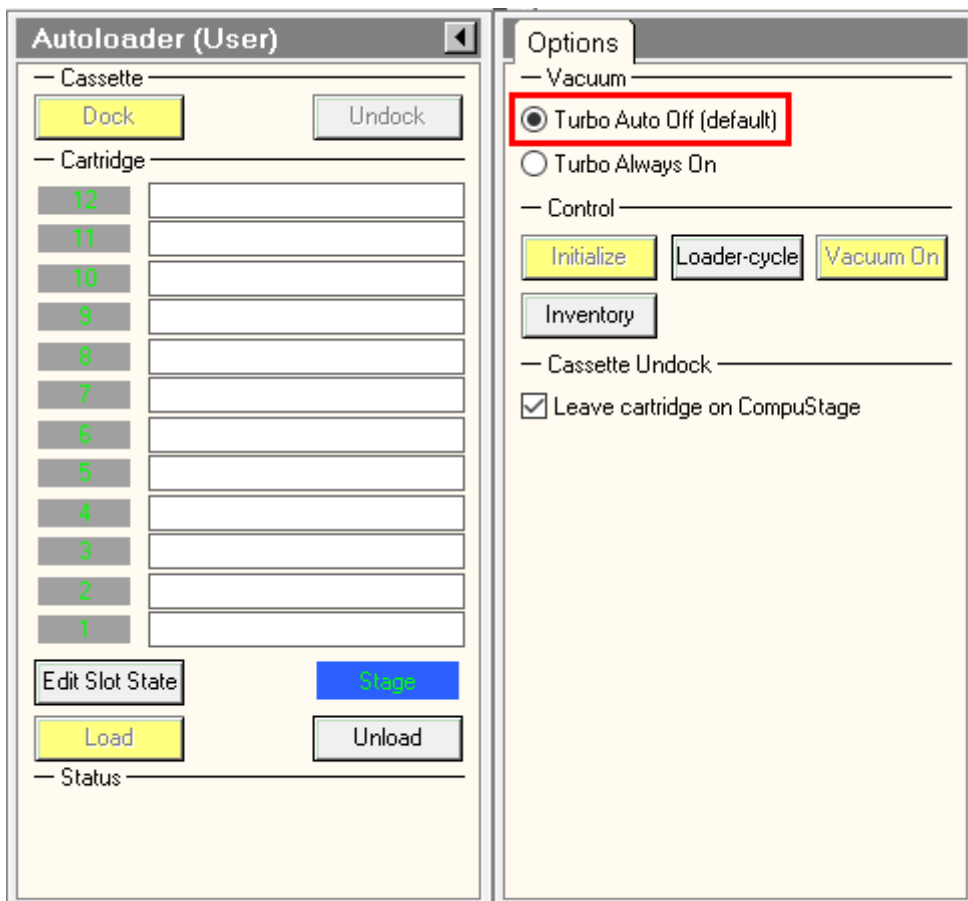 Autoloader (User)
Cassette
Dock
Undock
Cartridge
12
11
10
9
8
7
6
5
4
3
2
1
Edit Slot State
Stage
Load
Unload
Status
Options
Vacuum
Turbo Auto Off (default)
Turbo Always On
Control
Initialize
Loader-cycle
Vacuum On
Inventory
Cassette Undock
Leave cartridge on CompuStage